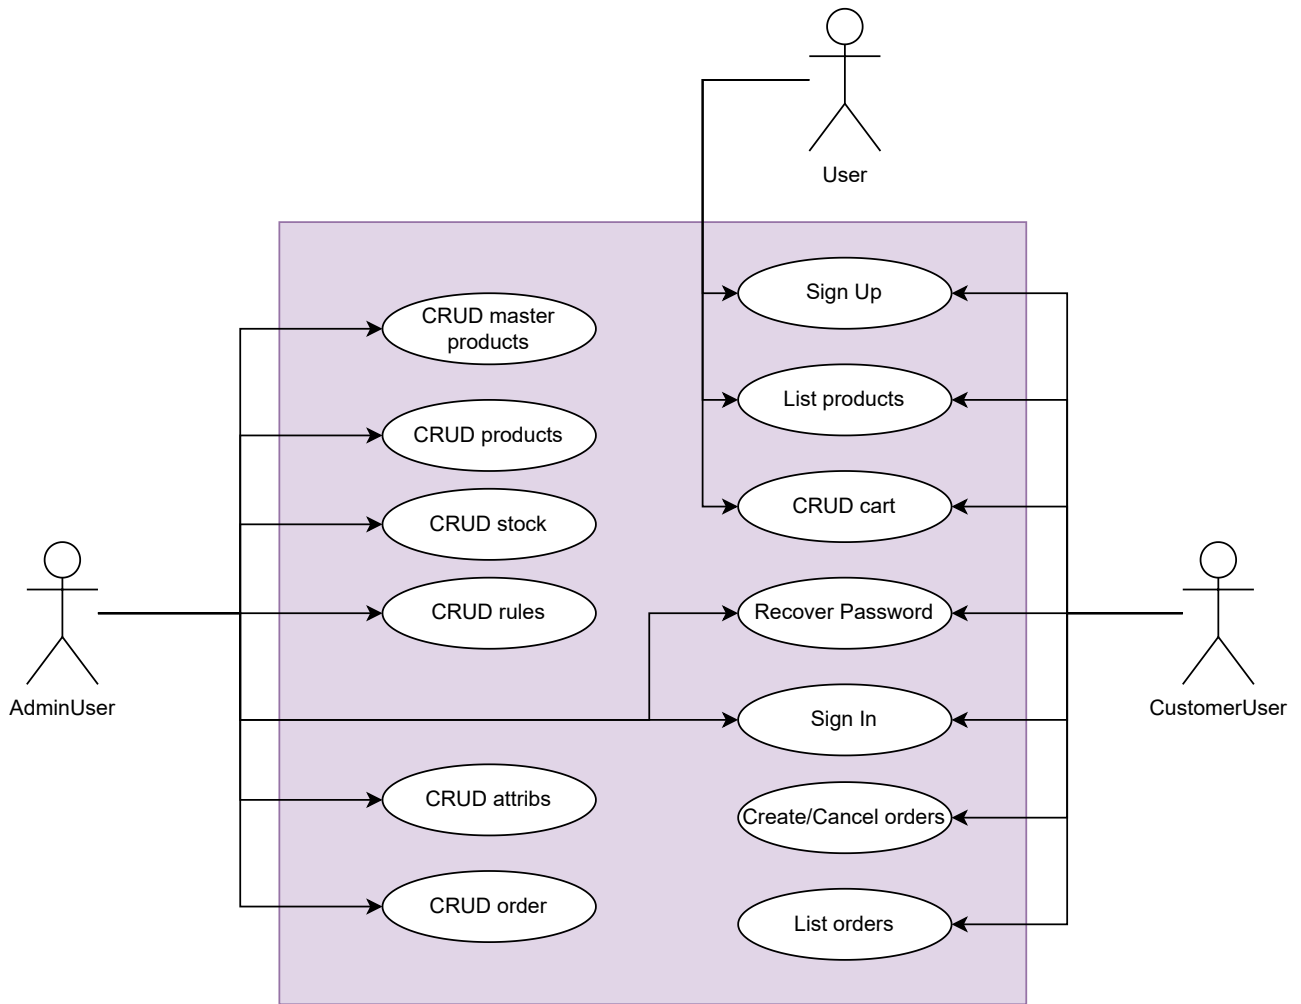 User
Sign Up
CRUD master
products
List products
CRUD products
CRUD cart
CRUD stock
CRUD rules
Recover Password
AdminUser
CustomerUser
Sign In
CRUD attribs
Create/Cancel orders
CRUD order
List orders